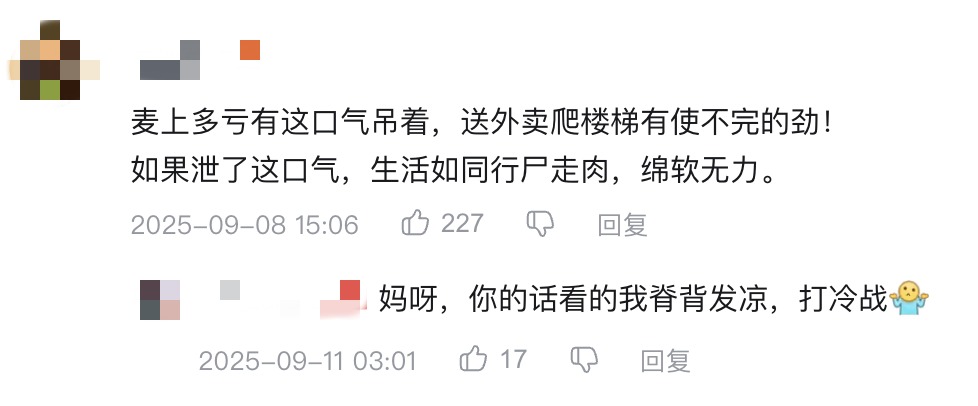 麦上多亏有这口气吊着，送外卖爬楼梯有使不完的劲！
如果泄了这口气，生活如同行尸走肉，绵软无力。
2025-09-08 15:06 227 回复
妈呀，你的话看的我脊背发凉，打冷战🤷
2025-09-11 03:01 17 回复